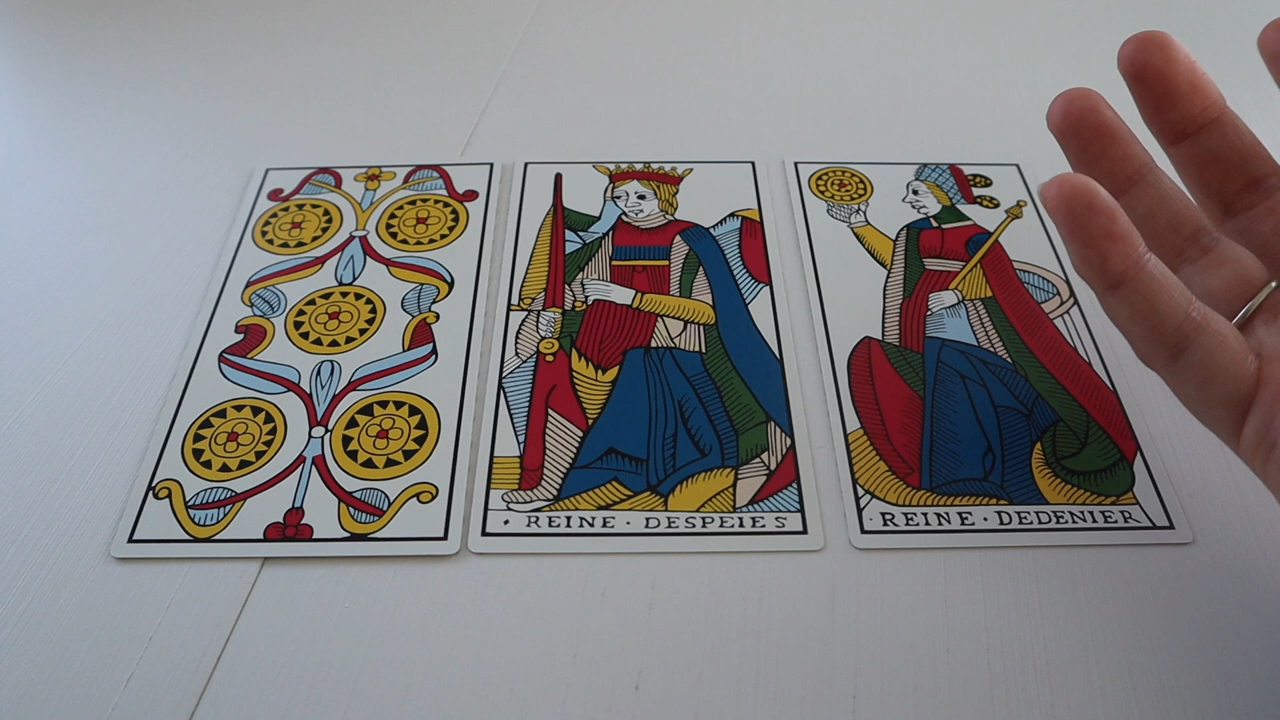 · REINE · DESPEIES
· REINE · DEDENIER